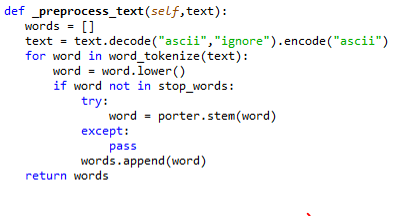 def _preprocess_text(self,text):
    words = []
    text = text.decode("ascii","ignore").encode("ascii")
    for word in word_tokenize(text):
        word = word.lower()
        if word not in stop_words:
            try:
                word = porter.stem(word)
            except:
                pass
            words.append(word)
    return words